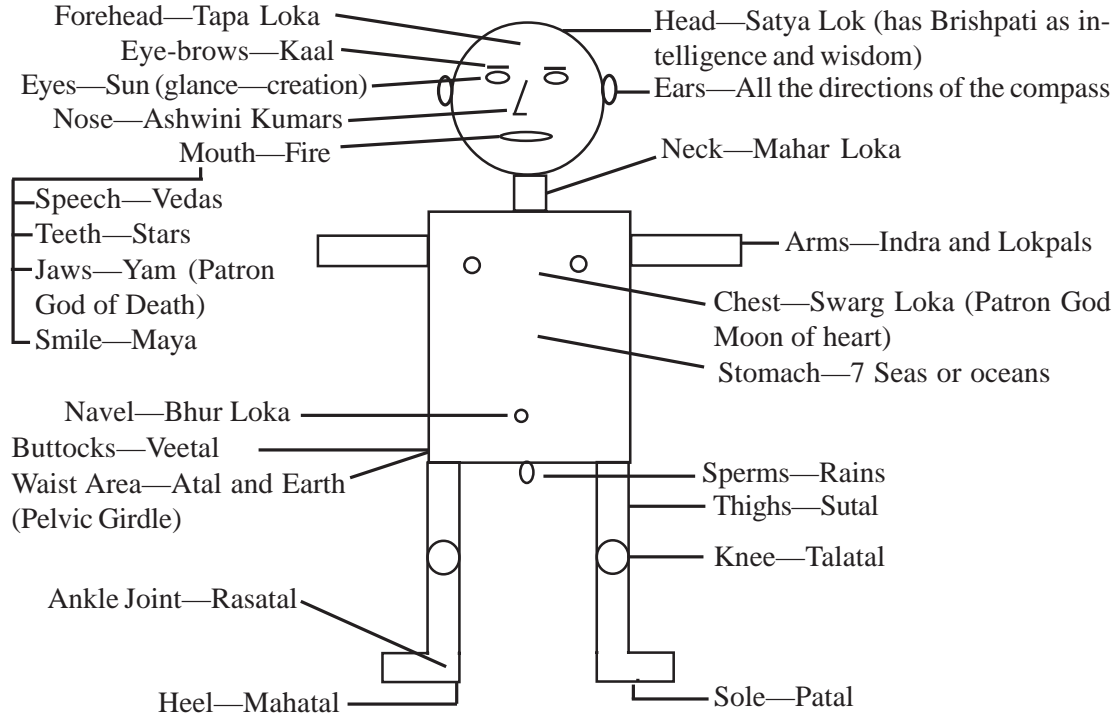 Forehead—Tapa Loka
Eye-brows—Kaal
Eyes—Sun (glance—creation)
Nose—Ashwini Kumars
Mouth—Fire
Speech—Vedas
Teeth—Stars
Jaws—Yam (Patron
God of Death)
Smile—Maya
Navel—Bhur Loka
Buttocks—Veetal
Waist Area—Atal and Earth
(Pelvic Girdle)
Ankle Joint—Rasatal
Heel—Mahatal
Head—Satya Lok (has Brishpati as in-
telligence and wisdom)
Ears—All the directions of the compass
Neck—Mahar Loka
Arms—Indra and Lokpals
Chest—Swarg Loka (Patron God
Moon of heart)
Stomach—7 Seas or oceans
Sperms—Rains
Thighs—Sutal
Knee—Talatal
Sole—Patal